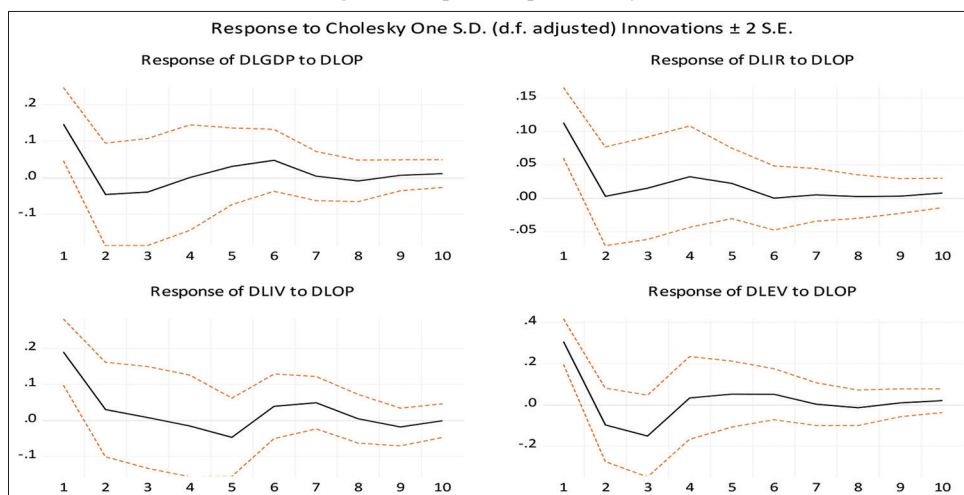 Response to Cholesky One S.D. (d.f. adjusted) Innovations ± 2 S.E.
Response of DLGDP to DLOP
.2
.1
.0
-.1
1 2 3 4 5 6 7 8 9 10
Response of DLIR to DLOP
.15
.10
.05
.00
-.05
1 2 3 4 5 6 7 8 9 10
Response of DLIV to DLOP
.2
.1
.0
-.1
1 2 3 4 5 6 7 8 9 10
Response of DLEV to DLOP
.4
.2
.0
-.2
1 2 3 4 5 6 7 8 9 10